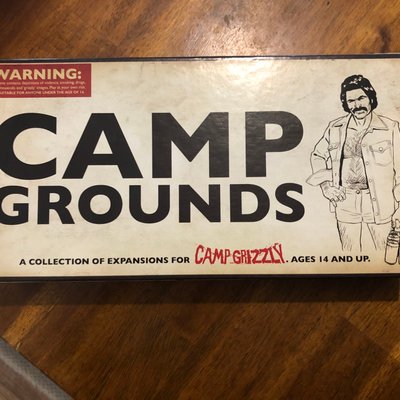 WARNING:
SUITABLE FOR ANYONE UNDER THE AGE OF 14.
CAMP
GROUNDS
A COLLECTION OF EXPANSIONS FOR CAMP GRIZZLY. AGES 14 AND UP.